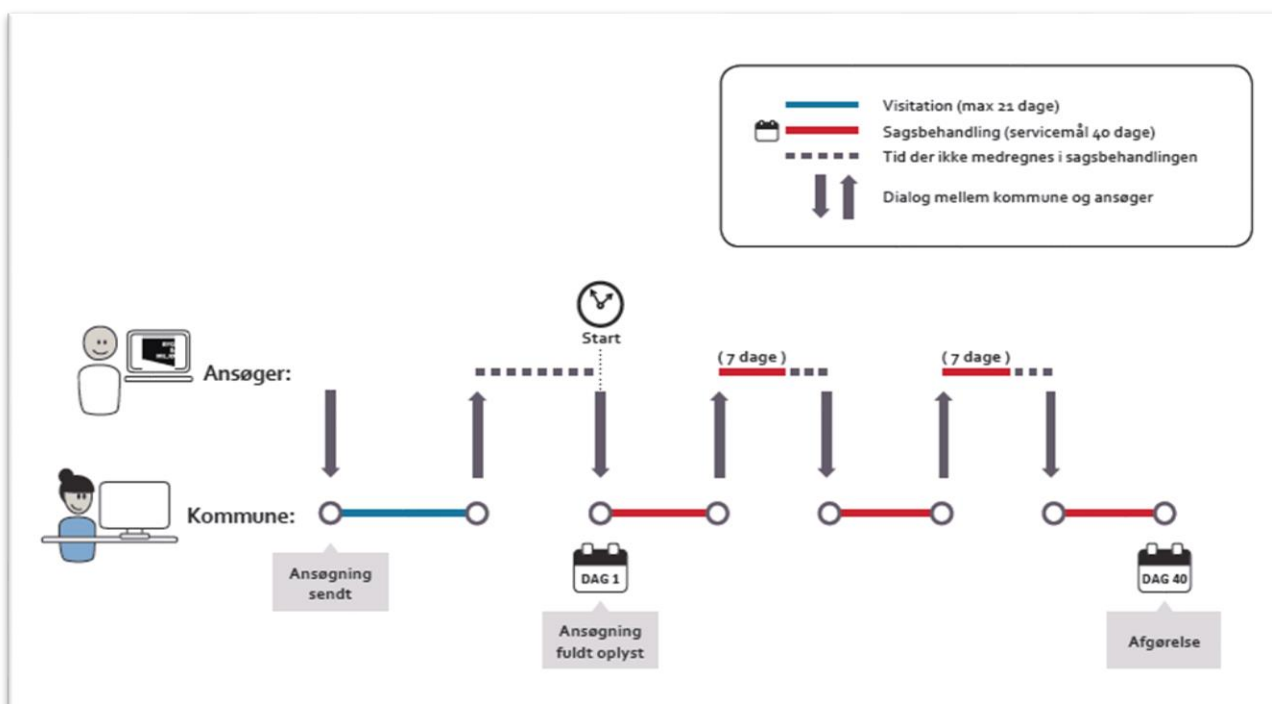 Visitation (max 21 dage)
Sagsbehandling (servicemål 40 dage)
Tid der ikke medregnes i sagsbehandlingen
Dialog mellem kommune og ansøger
Start
Ansøger:
( 7 dage )
( 7 dage )
Kommune:
Ansøgning
sendt
DAG 1
DAG 40
Ansøgning
fuldt oplyst
Afgørelse